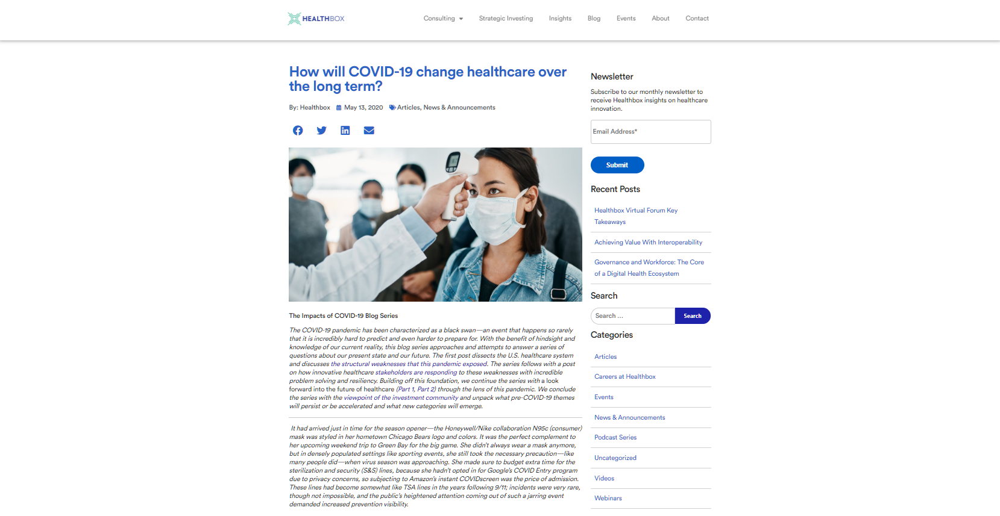 HEALTHBOX
Consulting
Strategic Investing
Insights
Blog
Events
About
Contact
How will COVID-19 change healthcare over
the long term?
By: Healthbox May 13, 2020 Articles, News & Announcements
The Impacts of COVID-19 Blog Series
The COVID-19 pandemic has been characterized as a black swan—an event that happens so rarely
that it is incredibly hard to predict and even harder to prepare for. With the benefit of hindsight and
knowledge of our current reality, this blog series approaches and attempts to answer a series of
questions about our present state and our future. The first post dissects the U.S. healthcare system
and discusses the structural weaknesses that this pandemic exposed. The series follows with a post
on how innovative healthcare stakeholders are responding to these weaknesses with incredible
problem solving and resiliency. Building off this foundation, we continue the series with a look
forward into the future of healthcare (Part 1, Part 2) through the lens of this pandemic. We conclude
the series with the viewpoint of the investment community and unpack what pre-COVID-19 themes
will persist or be accelerated and what new categories will emerge.
It had arrived just in time for the season opener—the Honeywell/Nike collaboration N95c (consumer)
mask was styled in her hometown Chicago Bears logo and colors. It was the perfect complement to
her upcoming weekend trip to Green Bay for the big game. She didn't always wear a mask anymore,
but in densely populated settings like sporting events, she still took the necessary precaution—like
many people did—when virus season was approaching. She made sure to budget extra time for the
sterilization and security (S&S) lines, because she hadn't opted in for Google's COVID Entry program
due to privacy concerns, so subjecting to Amazon's instant COVIDscreen was the price of admission.
These lines had become somewhat like TSA lines in the years following 9/11; incidents were very rare,
though not impossible, and the public's heightened attention coming out of such a jarring event
demanded increased prevention visibility.
Newsletter
Subscribe to our monthly newsletter to
receive Healthbox insights on healthcare
innovation.
Email Address*
Submit
Recent Posts
Healthbox Virtual Forum Key
Takeaways
Achieving Value With Interoperability
Governance and Workforce: The Core
of a Digital Health Ecosystem
Search
Search ...
Search
Categories
Articles
Careers at Healthbox
Events
News & Announcements
Podcast Series
Uncategorized
Videos
Webinars